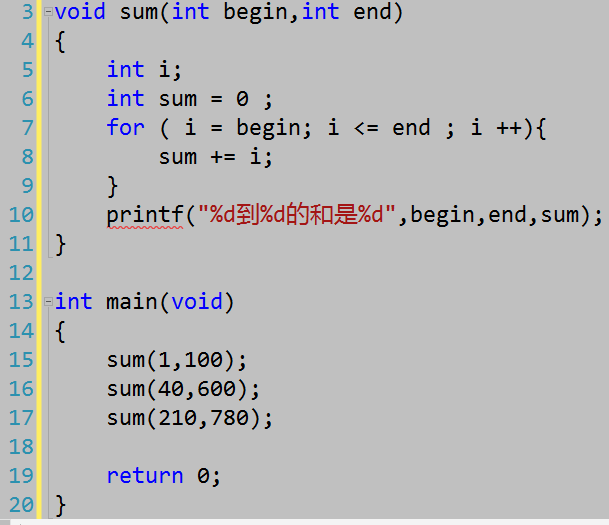 3 void sum(int begin,int end)
4 {
5     int i;
6     int sum = 0 ;
7     for ( i = begin; i <= end ; i ++){
8         sum += i;
9     }
10     printf("%d到%d的和是%d",begin,end,sum);
11 }
12
13 int main(void)
14 {
15     sum(1,100);
16     sum(40,600);
17     sum(210,780);
18
19     return 0;
20 }